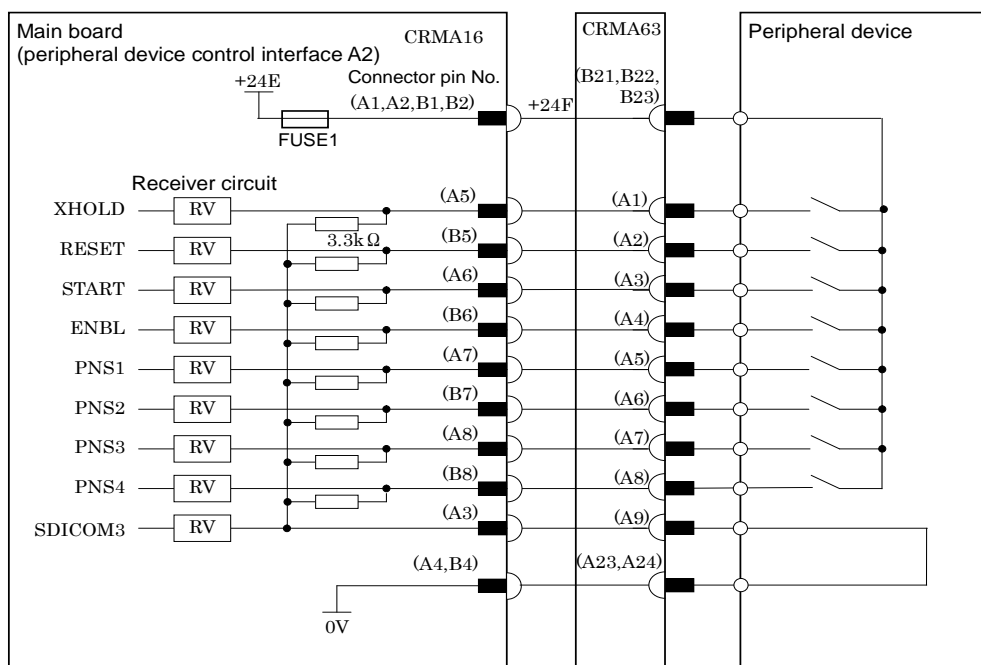 Main board
(peripheral device control interface A2)
CRMA16
CRMA63
Peripheral device
Connector pin No.
+24E
(A1,A2,B1,B2)
+24F
(B21,B22,
B23)
FUSE1
Receiver circuit
XHOLD RV (A5) (A1)
3.3kΩ
RESET RV (B5) (A2)
START RV (A6) (A3)
ENBL RV (B6) (A4)
PNS1 RV (A7) (A5)
PNS2 RV (B7) (A6)
PNS3 RV (A8) (A7)
PNS4 RV (B8) (A8)
SDICOM3 RV (A3) (A9)
(A4,B4) (A23,A24)
0V